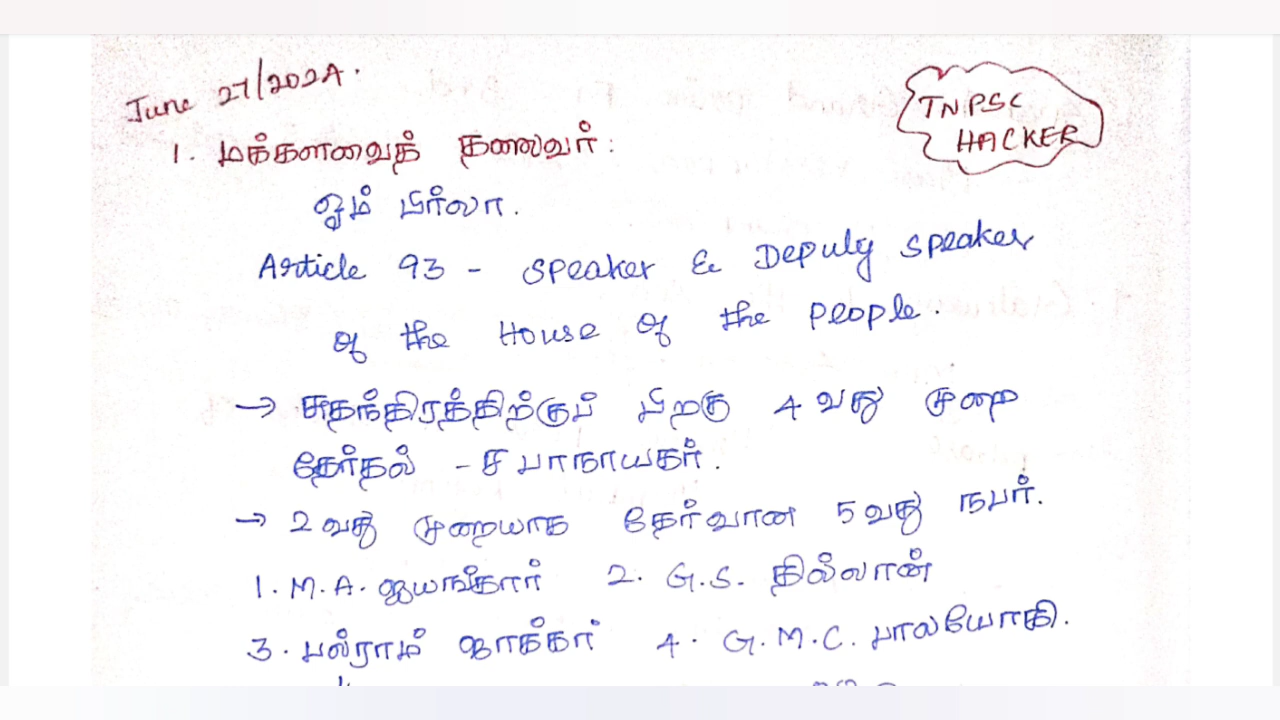 June 27/2024.
TNPSC
HACKER
1. மக்களவைத் தலைவர் :
ஓம் பிர்லா.
Article 93 - Speaker & Deputy speaker
of the House of the people.
→ சுதந்திரத்திற்குப் பிறகு 4 வது முறை
தேர்தல் - சபாநாயகர்.
→ 2 வது முறையாக தேர்வான 5 வது நபர்.
1. M. A. ஐயங்கார் 2. G. S. தில்லான்
3. பல்ராம் ஜாக்கர் 4. G. M. C. பாலயோகி.